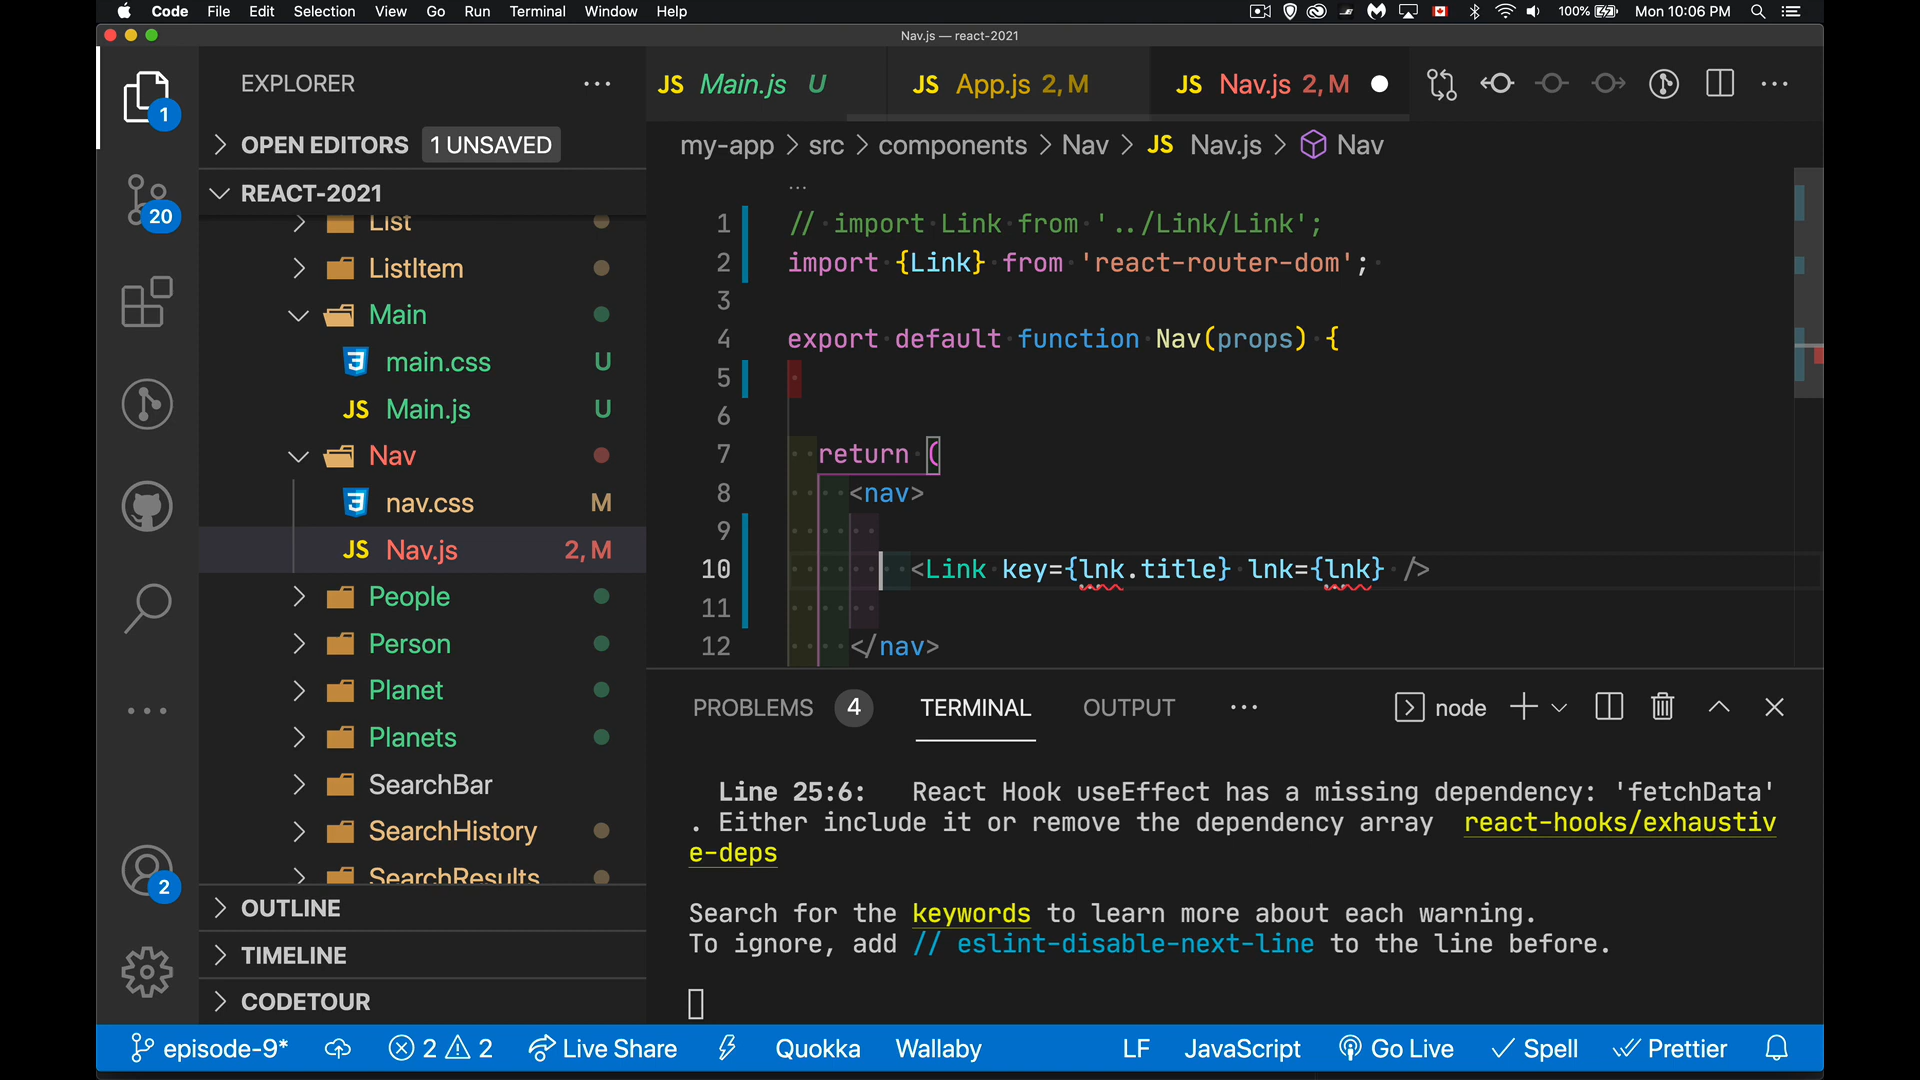 Code File Edit Selection View Go Run Terminal Window Help 100% Mon 10:06 PM
Nav.js — react-2021
EXPLORER ...
JS Main.js U
JS App.js 2, M
JS Nav.js 2, M
...
1
OPEN EDITORS 1 UNSAVED
my-app > src > components > Nav > JS Nav.js > Nav
REACT-2021
20
List
ListItem
Main
main.css U
JS Main.js U
Nav
nav.css M
JS Nav.js 2, M
People
Person
Planet
Planets
SearchBar
SearchHistory
SearchResults
OUTLINE
TIMELINE
CODETOUR
...
2
...
1 // import Link from '../Link/Link';
2 import {Link} from 'react-router-dom';
3
4 export default function Nav(props) {
5
6
7 return (
8 <nav>
9
10 <Link key={lnk.title} lnk={lnk} />
11
12 </nav>
PROBLEMS 4 TERMINAL OUTPUT ... node
Line 25:6: React Hook useEffect has a missing dependency: 'fetchData'
. Either include it or remove the dependency array react-hooks/exhaustiv
e-deps
Search for the keywords to learn more about each warning.
To ignore, add // eslint-disable-next-line to the line before.
episode-9* 2 2 Live Share Quokka Wallaby LF JavaScript Go Live Spell Prettier